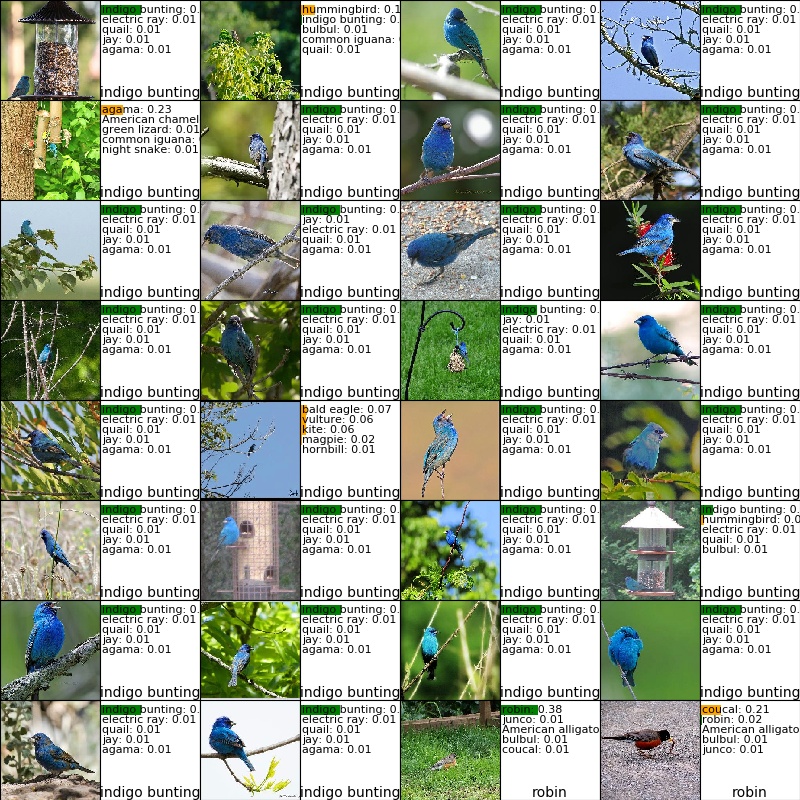 indigo bunting: 0.
electric ray: 0.01
quail: 0.01
jay: 0.01
agama: 0.01
indigo bunting
hummingbird: 0.1
indigo bunting: 0.
bulbul: 0.01
common iguana:
quail: 0.01
indigo bunting
indigo bunting: 0.
electric ray: 0.01
quail: 0.01
jay: 0.01
agama: 0.01
indigo bunting
indigo bunting: 0.
electric ray: 0.01
quail: 0.01
jay: 0.01
agama: 0.01
indigo bunting
agama: 0.23
American chamel
green lizard: 0.01
common iguana:
night snake: 0.01
indigo bunting
indigo bunting: 0.
electric ray: 0.01
quail: 0.01
jay: 0.01
agama: 0.01
indigo bunting
indigo bunting: 0.
electric ray: 0.01
quail: 0.01
jay: 0.01
agama: 0.01
indigo bunting
indigo bunting: 0.
electric ray: 0.01
quail: 0.01
jay: 0.01
agama: 0.01
indigo bunting
indigo bunting: 0.
electric ray: 0.01
quail: 0.01
jay: 0.01
agama: 0.01
indigo bunting
indigo bunting: 0.
jay: 0.01
electric ray: 0.01
quail: 0.01
agama: 0.01
indigo bunting
indigo bunting: 0.
electric ray: 0.01
quail: 0.01
jay: 0.01
agama: 0.01
indigo bunting
indigo bunting: 0.
electric ray: 0.01
quail: 0.01
jay: 0.01
agama: 0.01
indigo bunting
indigo bunting: 0.
electric ray: 0.01
quail: 0.01
jay: 0.01
agama: 0.01
indigo bunting
indigo bunting: 0.
electric ray: 0.01
quail: 0.01
jay: 0.01
agama: 0.01
indigo bunting
indigo bunting: 0.
jay: 0.01
electric ray: 0.01
quail: 0.01
agama: 0.01
indigo bunting
indigo bunting: 0.
electric ray: 0.01
quail: 0.01
jay: 0.01
agama: 0.01
indigo bunting
indigo bunting: 0.
electric ray: 0.01
quail: 0.01
jay: 0.01
agama: 0.01
indigo bunting
bald eagle: 0.07
vulture: 0.06
kite: 0.06
magpie: 0.02
hornbill: 0.01
indigo bunting
indigo bunting: 0.
electric ray: 0.01
quail: 0.01
jay: 0.01
agama: 0.01
indigo bunting
indigo bunting: 0.
electric ray: 0.01
quail: 0.01
jay: 0.01
agama: 0.01
indigo bunting
indigo bunting: 0.
electric ray: 0.01
quail: 0.01
jay: 0.01
agama: 0.01
indigo bunting
indigo bunting: 0.
electric ray: 0.01
quail: 0.01
jay: 0.01
agama: 0.01
indigo bunting
indigo bunting: 0.
electric ray: 0.01
quail: 0.01
jay: 0.01
agama: 0.01
indigo bunting
indigo bunting: 0.
hummingbird: 0.0
jay: 0.01
quail: 0.01
bulbul: 0.01
indigo bunting
indigo bunting: 0.
electric ray: 0.01
quail: 0.01
jay: 0.01
agama: 0.01
indigo bunting
indigo bunting: 0.
electric ray: 0.01
quail: 0.01
jay: 0.01
agama: 0.01
indigo bunting
indigo bunting: 0.
electric ray: 0.01
quail: 0.01
jay: 0.01
agama: 0.01
indigo bunting
indigo bunting: 0.
electric ray: 0.01
quail: 0.01
jay: 0.01
agama: 0.01
indigo bunting
indigo bunting: 0.
electric ray: 0.01
quail: 0.01
jay: 0.01
agama: 0.01
indigo bunting
indigo bunting: 0.
electric ray: 0.01
quail: 0.01
jay: 0.01
agama: 0.01
indigo bunting
robin: 0.38
junco: 0.01
American alligato
bulbul: 0.01
coucal: 0.01
robin
coucal: 0.21
robin: 0.02
American alligato
bulbul: 0.01
junco: 0.01
robin